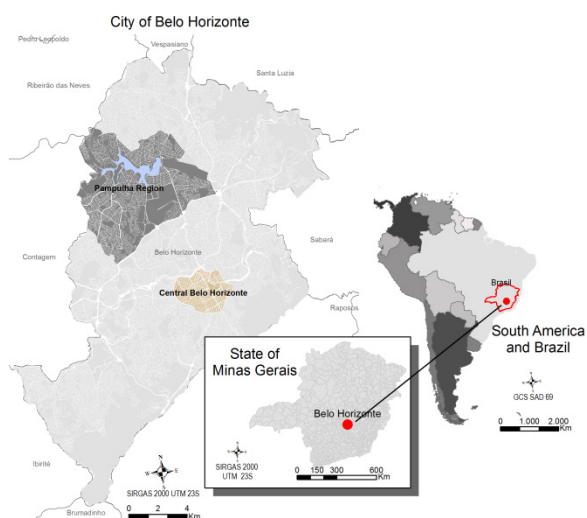 City of Belo Horizonte
Pedro Leopoldo
Vespasiano
Ribeirão das Neves
Santa Luzia
Pampulha Region
Contagem
Belo Horizonte
Sabará
Central Belo Horizonte
Raposos
Ibirité
Brumadinho
N
W E
S
SIRGAS 2000 UTM 23S
0 2 4
Km
State of
Minas Gerais
Belo Horizonte
SIRGAS 2000
UTM 23S
0 150 300 600
Km
Brasil
South America
and Brazil
GCS SAD 69
0 1.000 2.000
Km